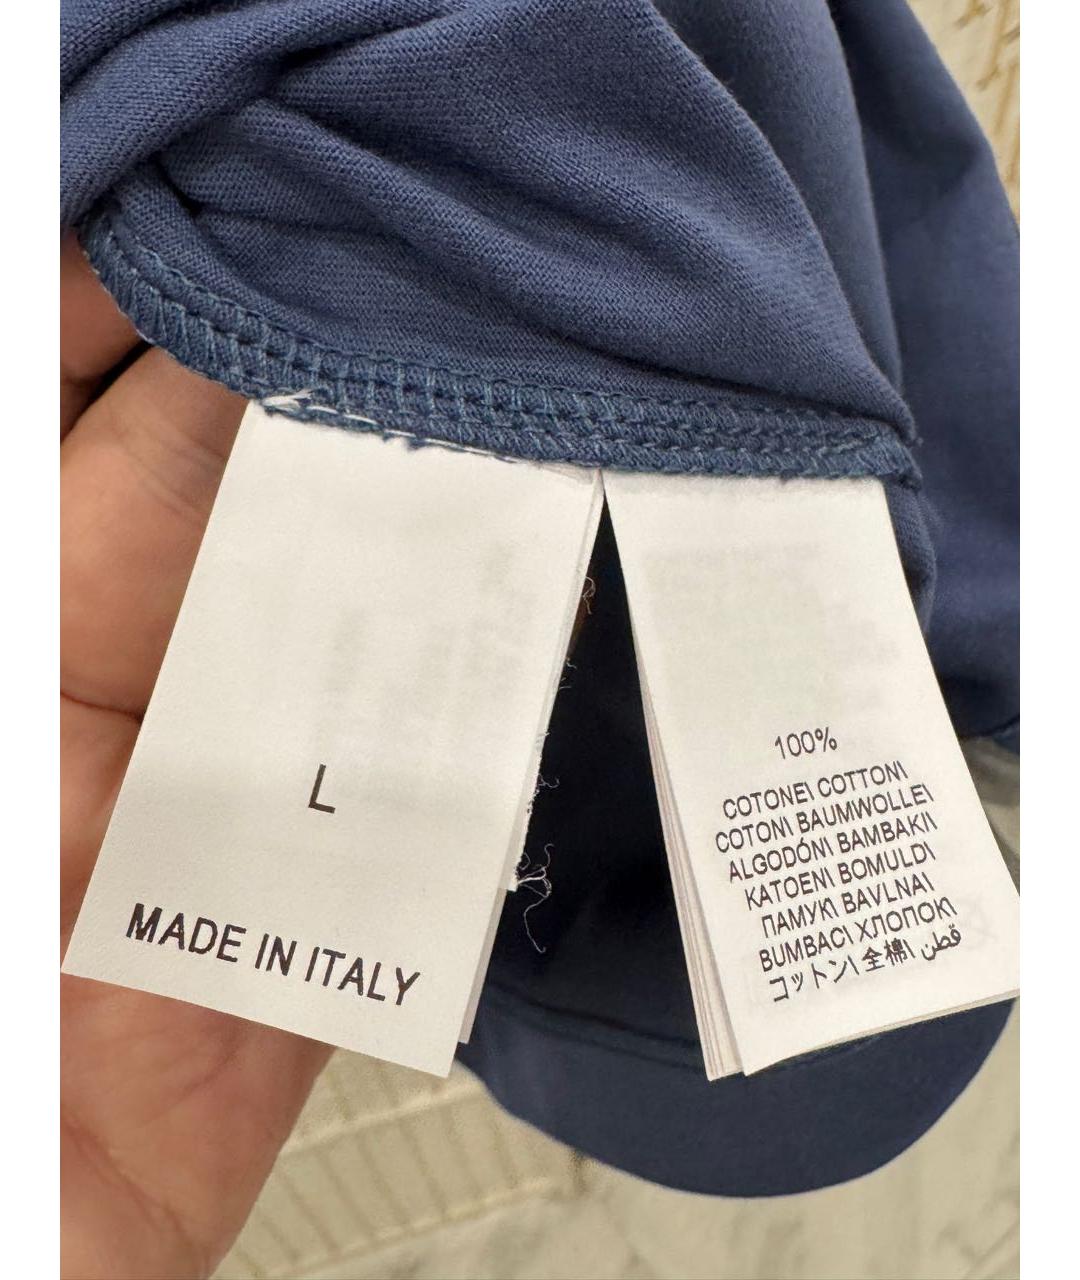 L
MADE IN ITALY
100%
COTONE\ COTTON\
COTON\ BAUMWOLLE\
ALGODÓN\ BAMBAKI\
KATOEN\ BOMULD\
ПАМУК\ BAVLNA\
BUMBAC\ ХЛОПОК\
コットン\ 全棉\ قطن